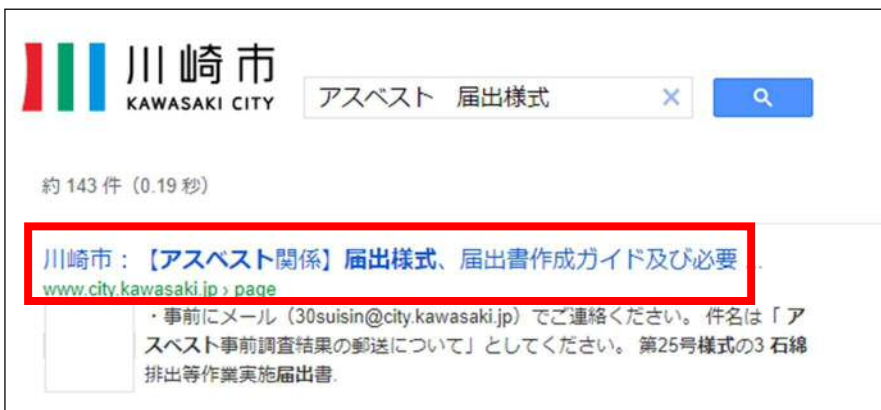 川崎市
KAWASAKI CITY
アスベスト　届出様式
約 143 件（0.19 秒）
川崎市：【アスベスト関係】届出様式、届出書作成ガイド及び必要 ...
www.city.kawasaki.jp › page
・事前にメール（30suisin@city.kawasaki.jp）でご連絡ください。 件名は「 ア
スベスト事前調査結果の郵送について」としてください。 第25号様式の3 石綿
排出等作業実施届出書.